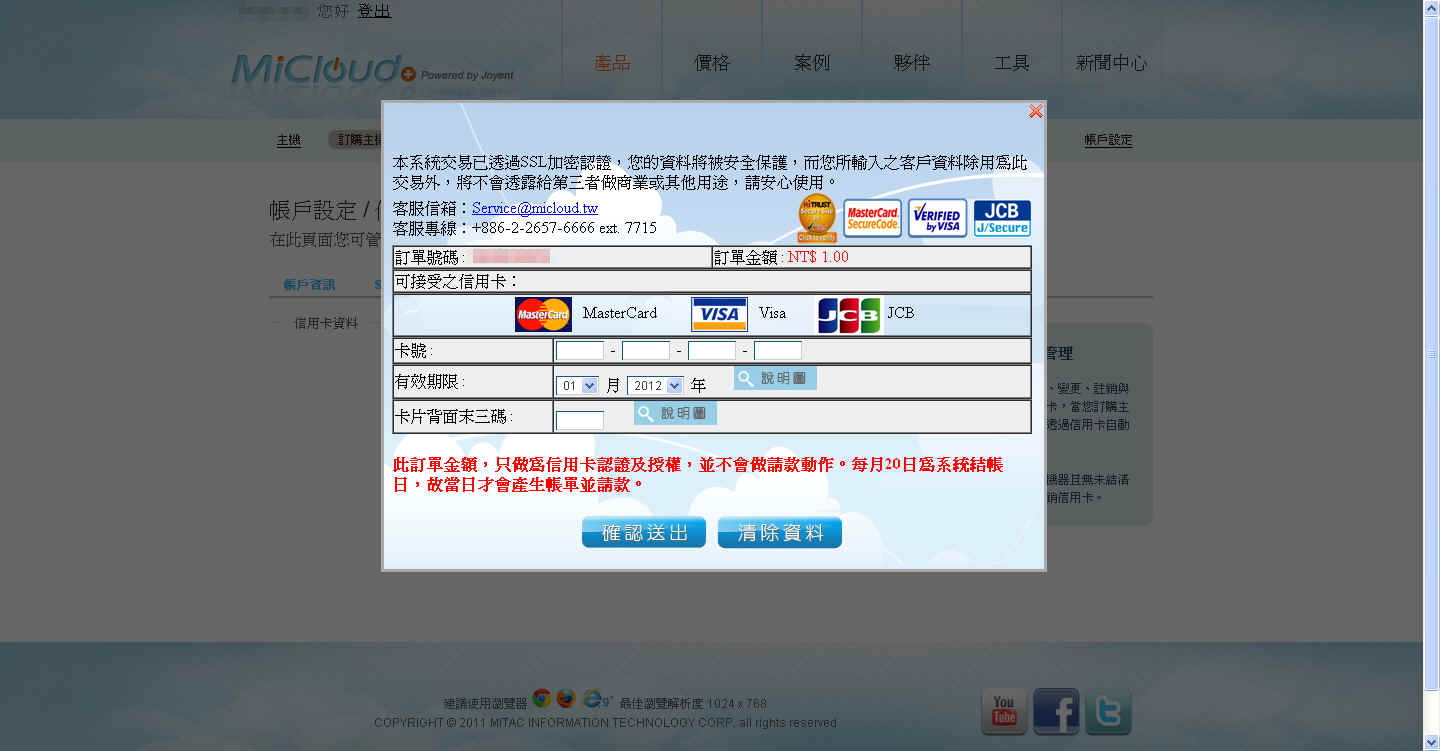 您好 登出
MiCloud Powered by Joyent
產品 價格 案例 夥伴 工具 新聞中心
主機 訂購主機 帳戶設定
本系統交易已透過SSL加密認證，您的資料將被安全保護，而您所輸入之客戶資料除用為此
交易外，將不會透露給第三者做商業或其他用途，請安心使用。
帳戶設定 /
在此頁面您可管
客服信箱：Service@micloud.tw
客服專線：+886-2-2657-6666 ext. 7715
HiTRUST Secure Site Click to verify
MasterCard. SecureCode
VERIFIED by VISA
JCB J/Secure
訂單號碼 :
訂單金額 : NT$ 1.00
可接受之信用卡：
帳戶資訊 S
MasterCard MasterCard VISA Visa JCB JCB
信用卡資料
卡號 : - - -
管理
有效期限 : 01 月 2012 年 說明圖
、變更、註銷與
卡片背面末三碼 : 說明圖
卡，當您訂購主
透過信用卡自動
此訂單金額，只做為信用卡認證及授權，並不會做請款動作。每月20日為系統結帳
日，故當日才會產生帳單並請款。
器且無未結清
銷信用卡。
確認送出 清除資料
建議使用瀏覽器 9+ 最佳瀏覽解析度 1024 x 768
COPYRIGHT © 2011 MITAC INFORMATION TECHNOLOGY CORP. all rights reserved
You Tube f t